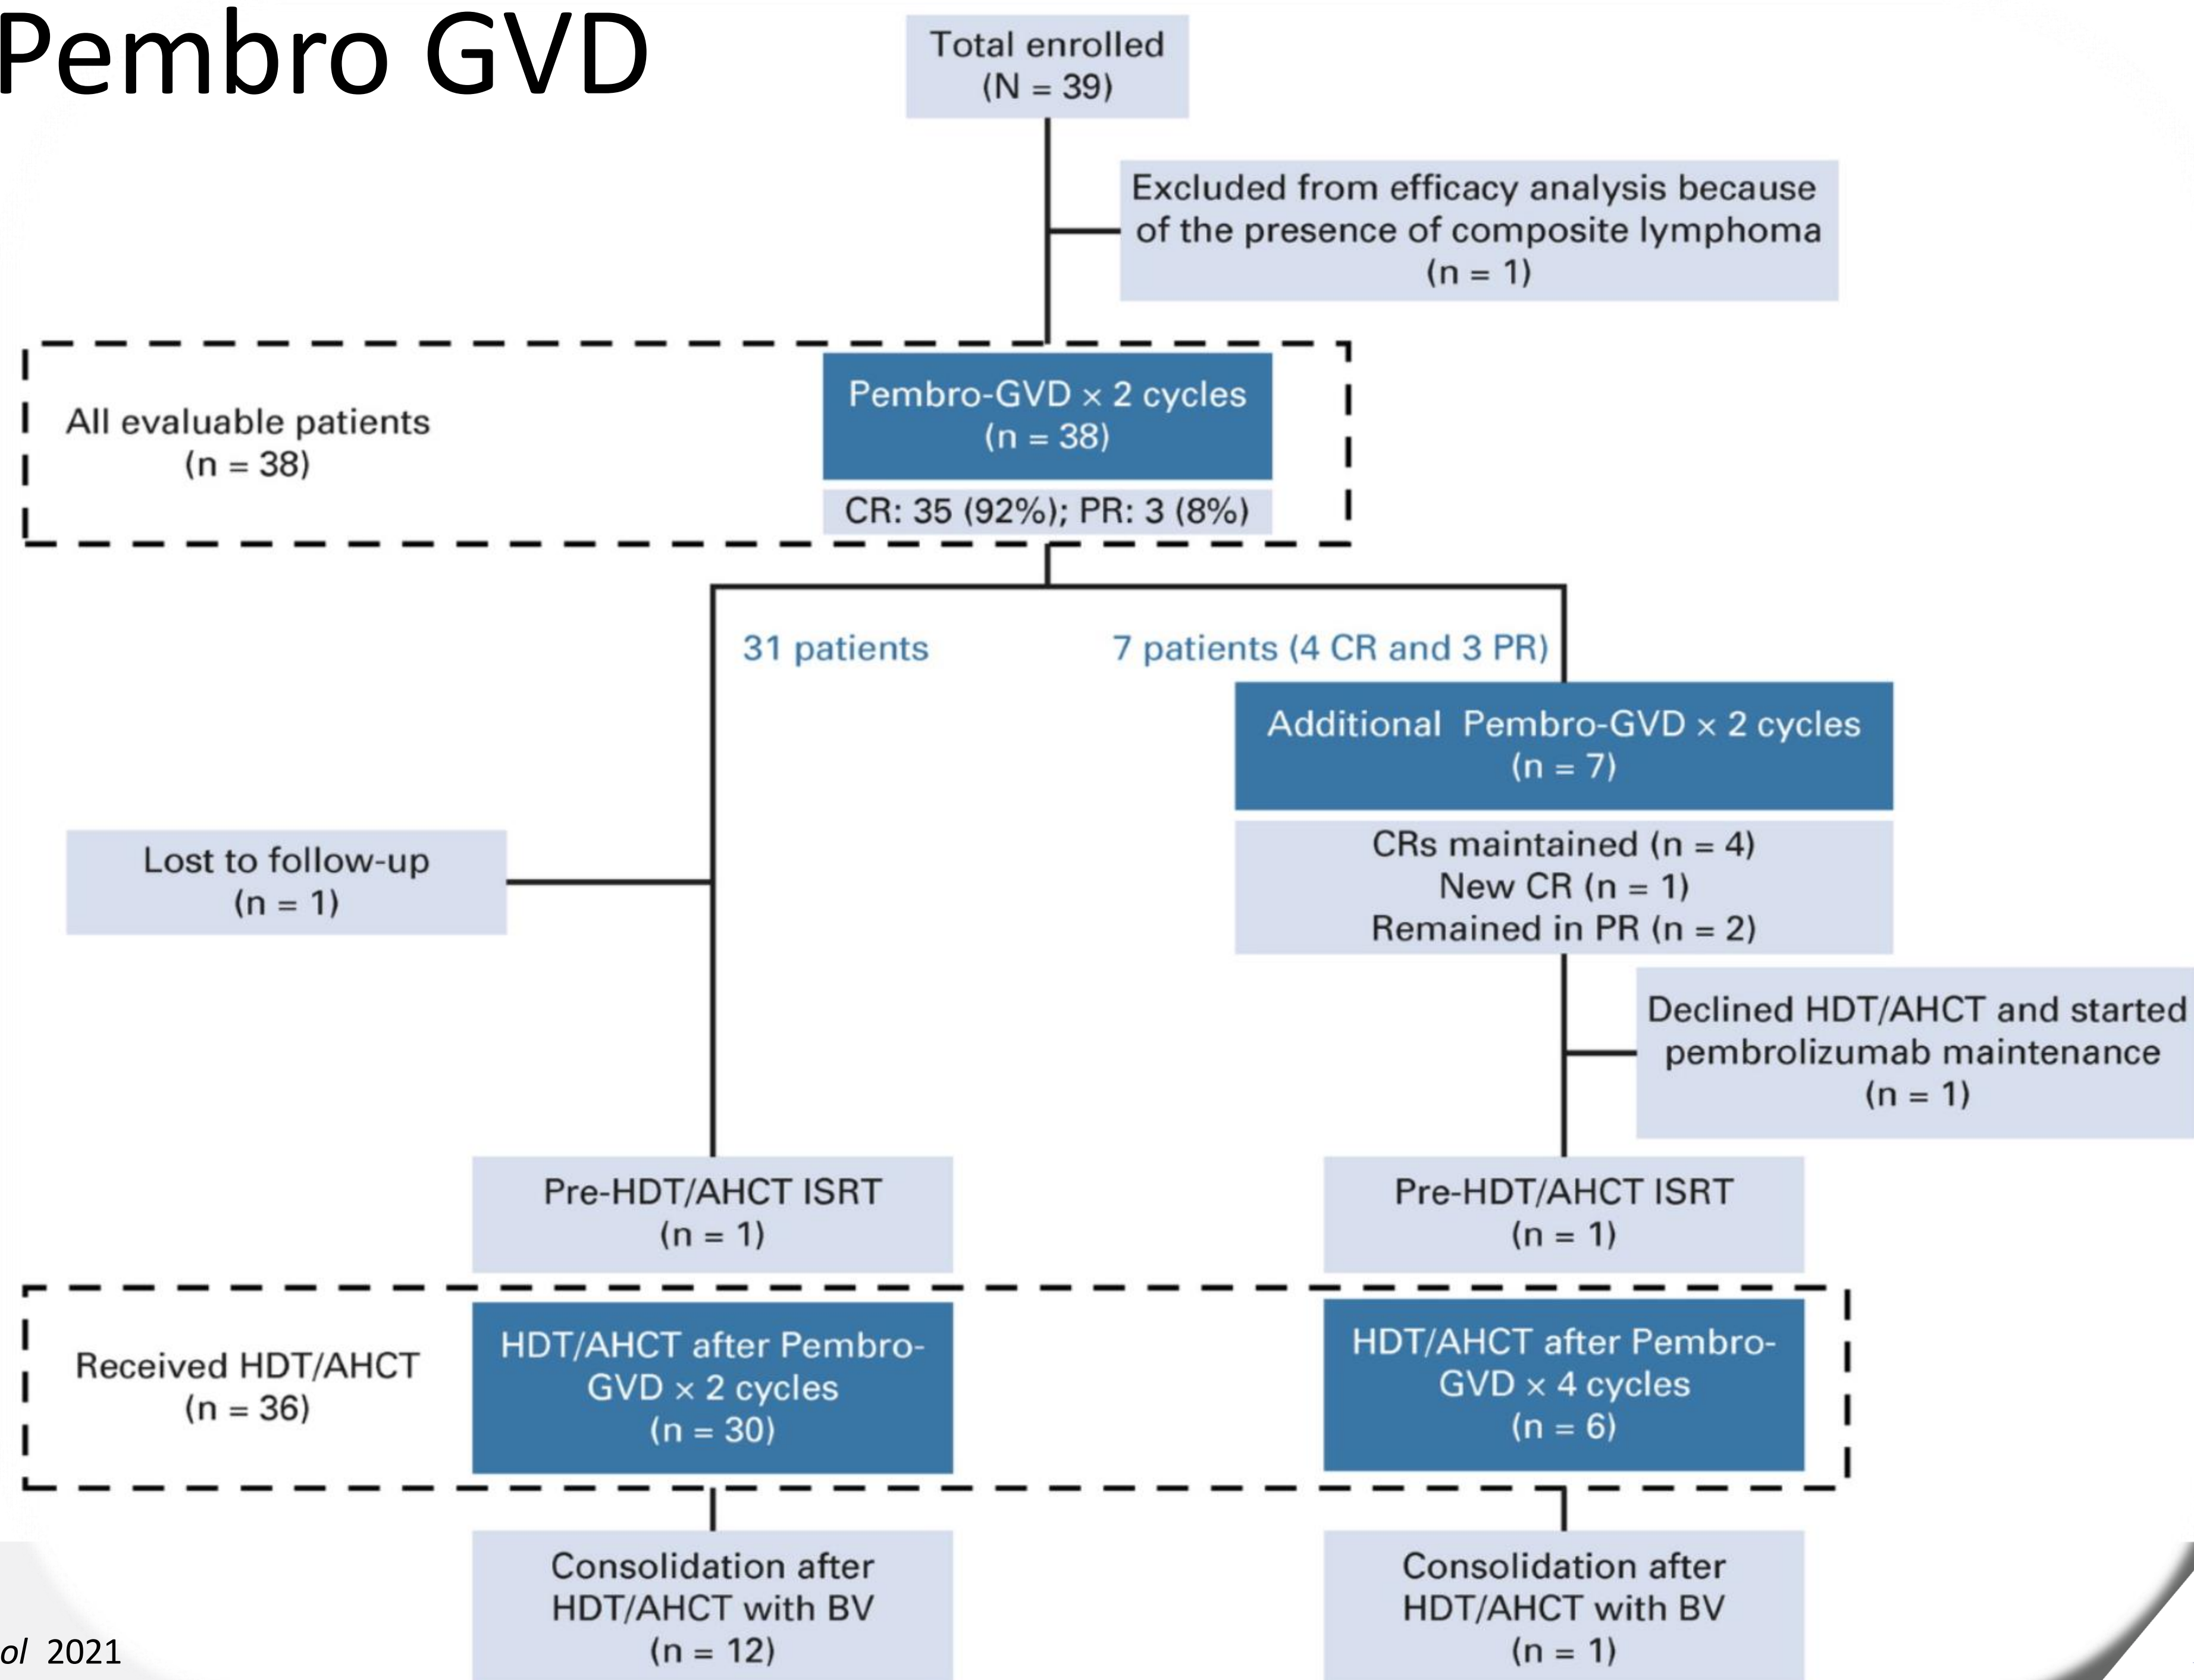 Pembro GVD
Total enrolled
(N = 39)
Excluded from efficacy analysis because
of the presence of composite lymphoma
(n = 1)
All evaluable patients
(n = 38)
Pembro-GVD × 2 cycles
(n = 38)
CR: 35 (92%); PR: 3 (8%)
31 patients
7 patients (4 CR and 3 PR)
Additional Pembro-GVD × 2 cycles
(n = 7)
CRs maintained (n = 4)
New CR (n = 1)
Remained in PR (n = 2)
Lost to follow-up
(n = 1)
Declined HDT/AHCT and started
pembrolizumab maintenance
(n = 1)
Pre-HDT/AHCT ISRT
(n = 1)
Pre-HDT/AHCT ISRT
(n = 1)
Received HDT/AHCT
(n = 36)
HDT/AHCT after Pembro-
GVD × 2 cycles
(n = 30)
HDT/AHCT after Pembro-
GVD × 4 cycles
(n = 6)
Consolidation after
HDT/AHCT with BV
(n = 12)
Consolidation after
HDT/AHCT with BV
(n = 1)
ol 2021